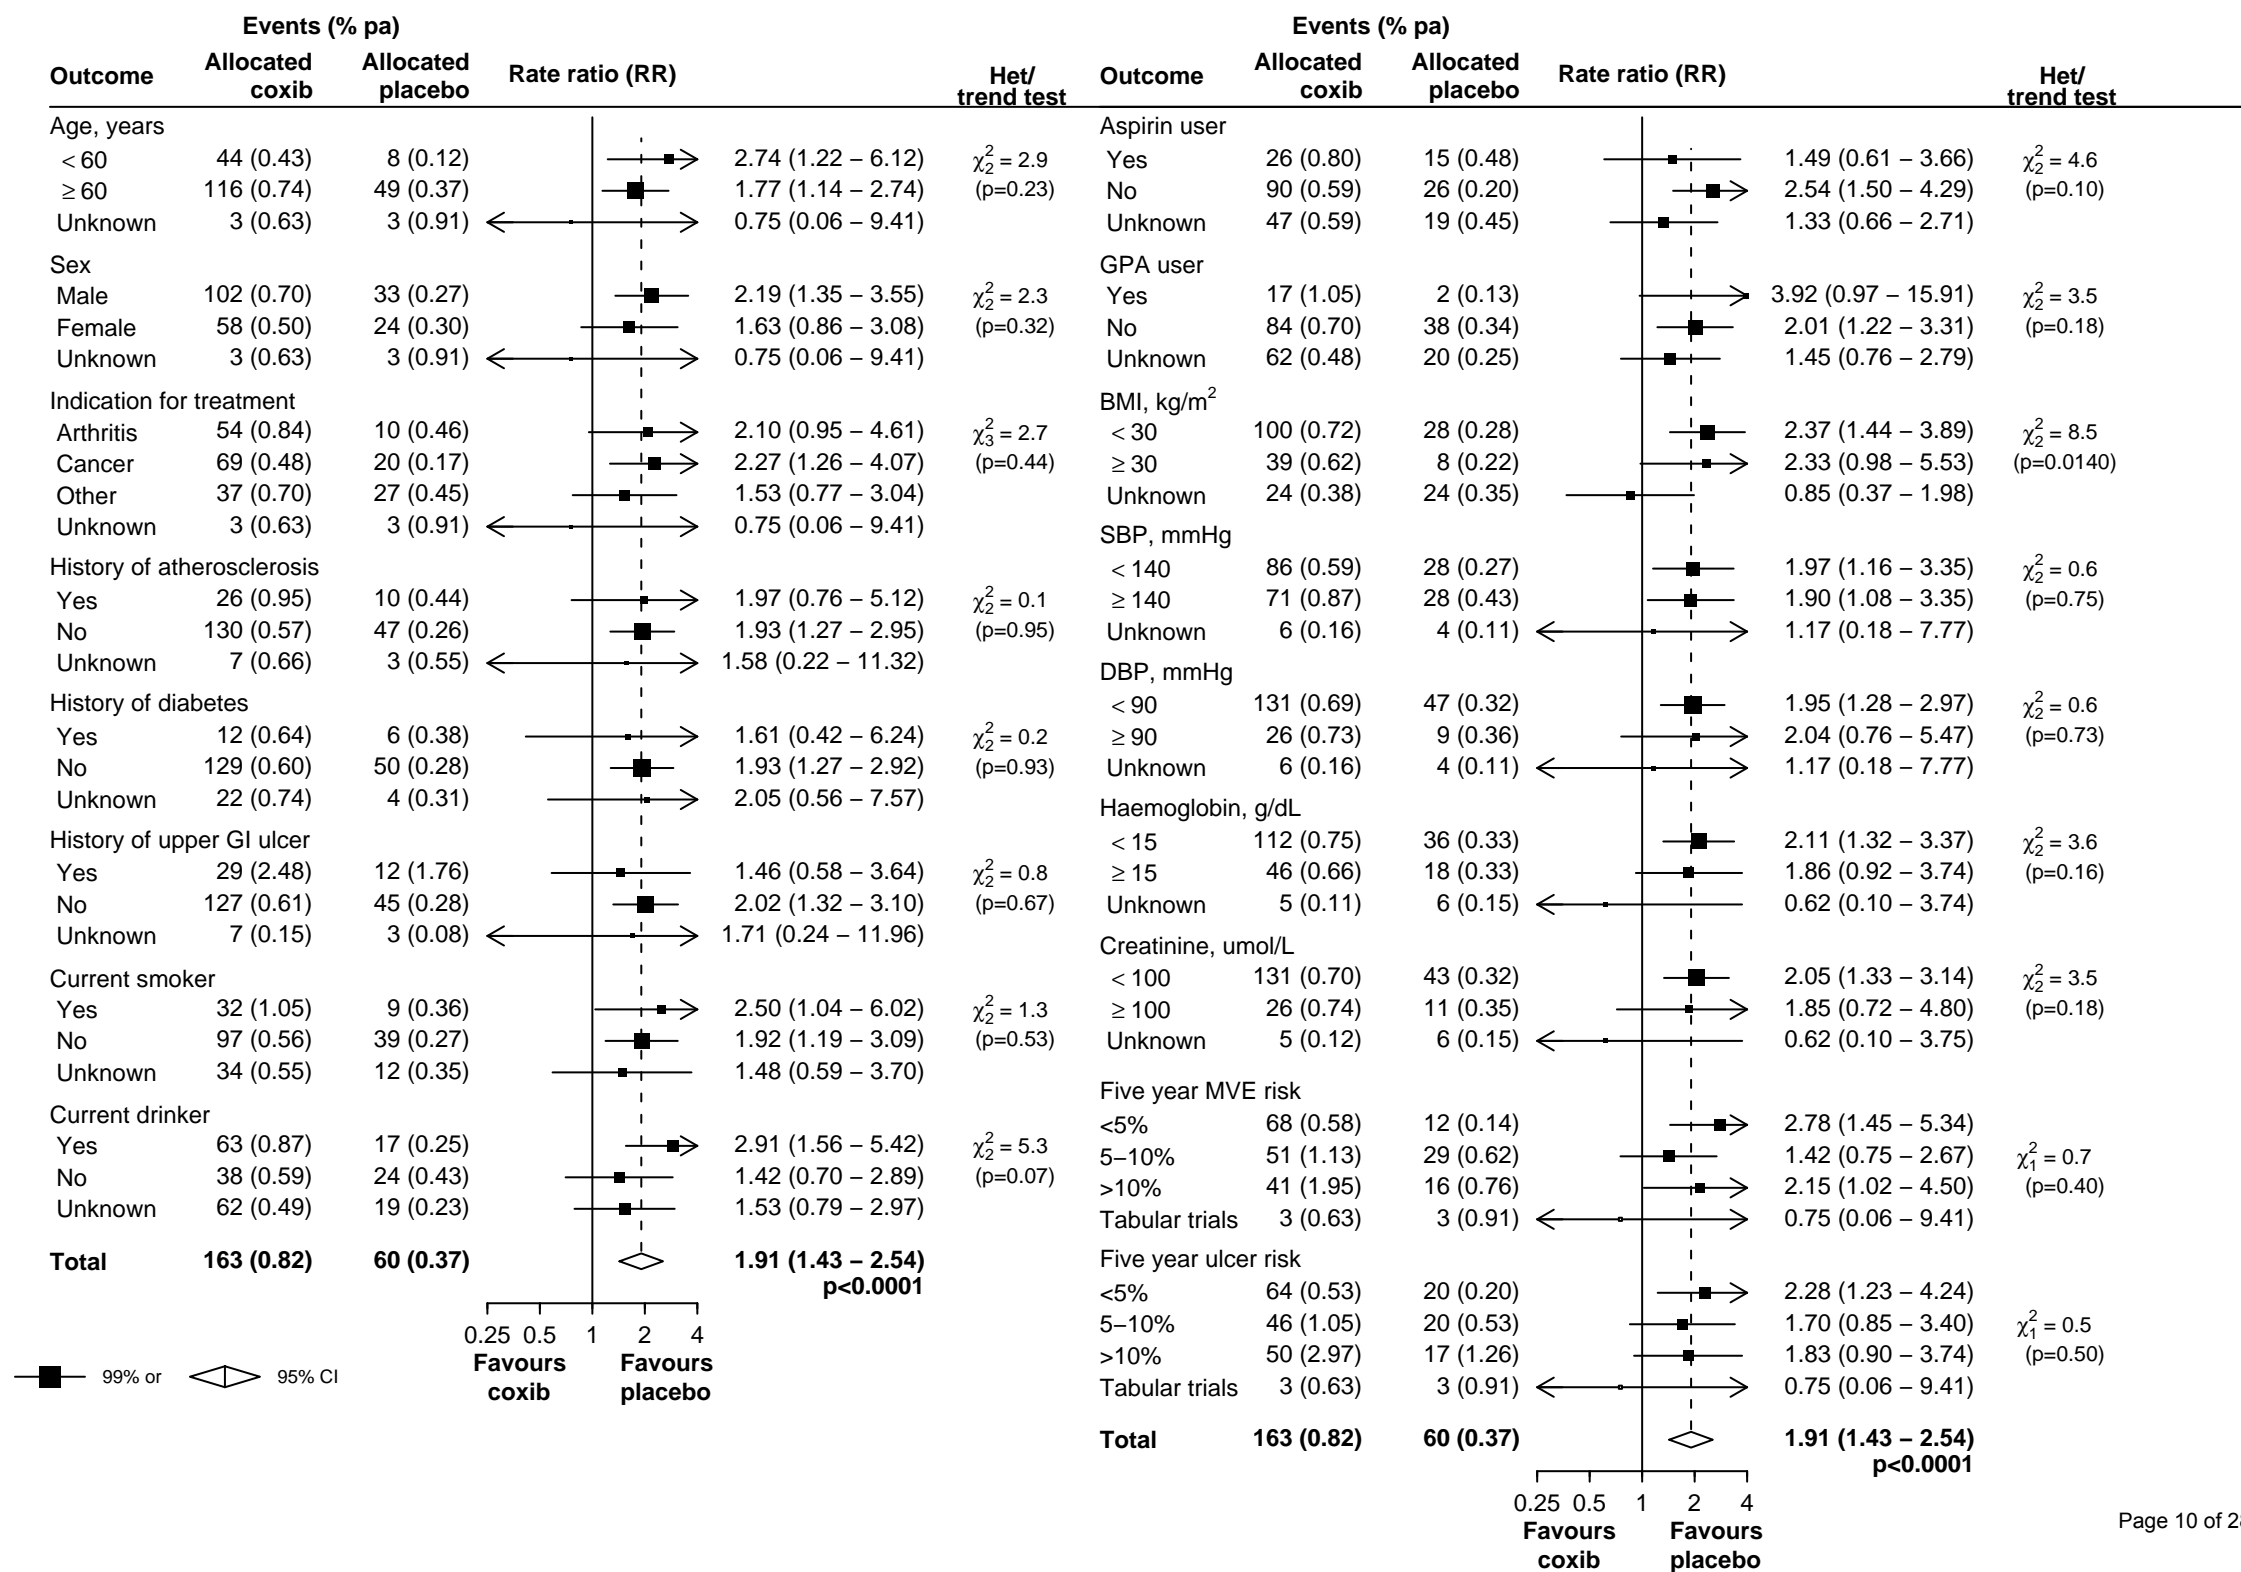 Events (% pa)
Outcome Allocated coxib Allocated placebo Rate ratio (RR) Het/ trend test
Age, years
< 60 44 (0.43) 8 (0.12) 2.74 (1.22 – 6.12) χ²₂ = 2.9
≥ 60 116 (0.74) 49 (0.37) 1.77 (1.14 – 2.74) (p=0.23)
Unknown 3 (0.63) 3 (0.91) 0.75 (0.06 – 9.41)
Sex
Male 102 (0.70) 33 (0.27) 2.19 (1.35 – 3.55) χ²₂ = 2.3
Female 58 (0.50) 24 (0.30) 1.63 (0.86 – 3.08) (p=0.32)
Unknown 3 (0.63) 3 (0.91) 0.75 (0.06 – 9.41)
Indication for treatment
Arthritis 54 (0.84) 10 (0.46) 2.10 (0.95 – 4.61) χ²₃ = 2.7
Cancer 69 (0.48) 20 (0.17) 2.27 (1.26 – 4.07) (p=0.44)
Other 37 (0.70) 27 (0.45) 1.53 (0.77 – 3.04)
Unknown 3 (0.63) 3 (0.91) 0.75 (0.06 – 9.41)
History of atherosclerosis
Yes 26 (0.95) 10 (0.44) 1.97 (0.76 – 5.12) χ²₂ = 0.1
No 130 (0.57) 47 (0.26) 1.93 (1.27 – 2.95) (p=0.95)
Unknown 7 (0.66) 3 (0.55) 1.58 (0.22 – 11.32)
History of diabetes
Yes 12 (0.64) 6 (0.38) 1.61 (0.42 – 6.24) χ²₂ = 0.2
No 129 (0.60) 50 (0.28) 1.93 (1.27 – 2.92) (p=0.93)
Unknown 22 (0.74) 4 (0.31) 2.05 (0.56 – 7.57)
History of upper GI ulcer
Yes 29 (2.48) 12 (1.76) 1.46 (0.58 – 3.64) χ²₂ = 0.8
No 127 (0.61) 45 (0.28) 2.02 (1.32 – 3.10) (p=0.67)
Unknown 7 (0.15) 3 (0.08) 1.71 (0.24 – 11.96)
Current smoker
Yes 32 (1.05) 9 (0.36) 2.50 (1.04 – 6.02) χ²₂ = 1.3
No 97 (0.56) 39 (0.27) 1.92 (1.19 – 3.09) (p=0.53)
Unknown 34 (0.55) 12 (0.35) 1.48 (0.59 – 3.70)
Current drinker
Yes 63 (0.87) 17 (0.25) 2.91 (1.56 – 5.42) χ²₂ = 5.3
No 38 (0.59) 24 (0.43) 1.42 (0.70 – 2.89) (p=0.07)
Unknown 62 (0.49) 19 (0.23) 1.53 (0.79 – 2.97)
Total 163 (0.82) 60 (0.37) 1.91 (1.43 – 2.54)
p<0.0001
0.25 0.5 1 2 4
Favours coxib Favours placebo
99% or 95% CI
Events (% pa)
Outcome Allocated coxib Allocated placebo Rate ratio (RR) Het/ trend test
Aspirin user
Yes 26 (0.80) 15 (0.48) 1.49 (0.61 – 3.66) χ²₂ = 4.6
No 90 (0.59) 26 (0.20) 2.54 (1.50 – 4.29) (p=0.10)
Unknown 47 (0.59) 19 (0.45) 1.33 (0.66 – 2.71)
GPA user
Yes 17 (1.05) 2 (0.13) 3.92 (0.97 – 15.91) χ²₂ = 3.5
No 84 (0.70) 38 (0.34) 2.01 (1.22 – 3.31) (p=0.18)
Unknown 62 (0.48) 20 (0.25) 1.45 (0.76 – 2.79)
BMI, kg/m²
< 30 100 (0.72) 28 (0.28) 2.37 (1.44 – 3.89) χ²₂ = 8.5
≥ 30 39 (0.62) 8 (0.22) 2.33 (0.98 – 5.53) (p=0.0140)
Unknown 24 (0.38) 24 (0.35) 0.85 (0.37 – 1.98)
SBP, mmHg
< 140 86 (0.59) 28 (0.27) 1.97 (1.16 – 3.35) χ²₂ = 0.6
≥ 140 71 (0.87) 28 (0.43) 1.90 (1.08 – 3.35) (p=0.75)
Unknown 6 (0.16) 4 (0.11) 1.17 (0.18 – 7.77)
DBP, mmHg
< 90 131 (0.69) 47 (0.32) 1.95 (1.28 – 2.97) χ²₂ = 0.6
≥ 90 26 (0.73) 9 (0.36) 2.04 (0.76 – 5.47) (p=0.73)
Unknown 6 (0.16) 4 (0.11) 1.17 (0.18 – 7.77)
Haemoglobin, g/dL
< 15 112 (0.75) 36 (0.33) 2.11 (1.32 – 3.37) χ²₂ = 3.6
≥ 15 46 (0.66) 18 (0.33) 1.86 (0.92 – 3.74) (p=0.16)
Unknown 5 (0.11) 6 (0.15) 0.62 (0.10 – 3.74)
Creatinine, umol/L
< 100 131 (0.70) 43 (0.32) 2.05 (1.33 – 3.14) χ²₂ = 3.5
≥ 100 26 (0.74) 11 (0.35) 1.85 (0.72 – 4.80) (p=0.18)
Unknown 5 (0.12) 6 (0.15) 0.62 (0.10 – 3.75)
Five year MVE risk
<5% 68 (0.58) 12 (0.14) 2.78 (1.45 – 5.34)
5–10% 51 (1.13) 29 (0.62) 1.42 (0.75 – 2.67) χ²₁ = 0.7
>10% 41 (1.95) 16 (0.76) 2.15 (1.02 – 4.50) (p=0.40)
Tabular trials 3 (0.63) 3 (0.91) 0.75 (0.06 – 9.41)
Five year ulcer risk
<5% 64 (0.53) 20 (0.20) 2.28 (1.23 – 4.24)
5–10% 46 (1.05) 20 (0.53) 1.70 (0.85 – 3.40) χ²₁ = 0.5
>10% 50 (2.97) 17 (1.26) 1.83 (0.90 – 3.74) (p=0.50)
Tabular trials 3 (0.63) 3 (0.91) 0.75 (0.06 – 9.41)
Total 163 (0.82) 60 (0.37) 1.91 (1.43 – 2.54)
p<0.0001
0.25 0.5 1 2 4
Favours coxib Favours placebo
Page 10 of 28